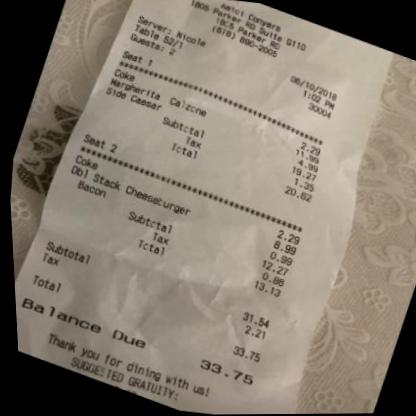 Amici Conyers
1805 Parker RD Suite G110
1805 Parker RD
Server: Nicole
Table 52/1
Guests: 2
06/10/2018
1:02 PM
30004
Seat 1
Coke 2.29
Margherita Calzone 11.99
Side Caesar 4.99
Subtotal 19.27
Tax 1.35
Total 20.62
Seat 2
Coke 2.29
Dbl Stack Cheeseburger 8.99
Bacon 0.99
Subtotal 12.27
Tax 0.86
Total 13.13
Subtotal 31.54
Tax 2.21
Total 33.75
Balance Due 33.75
Thank you for dining with us!
SUGGESTED GRATUITY: